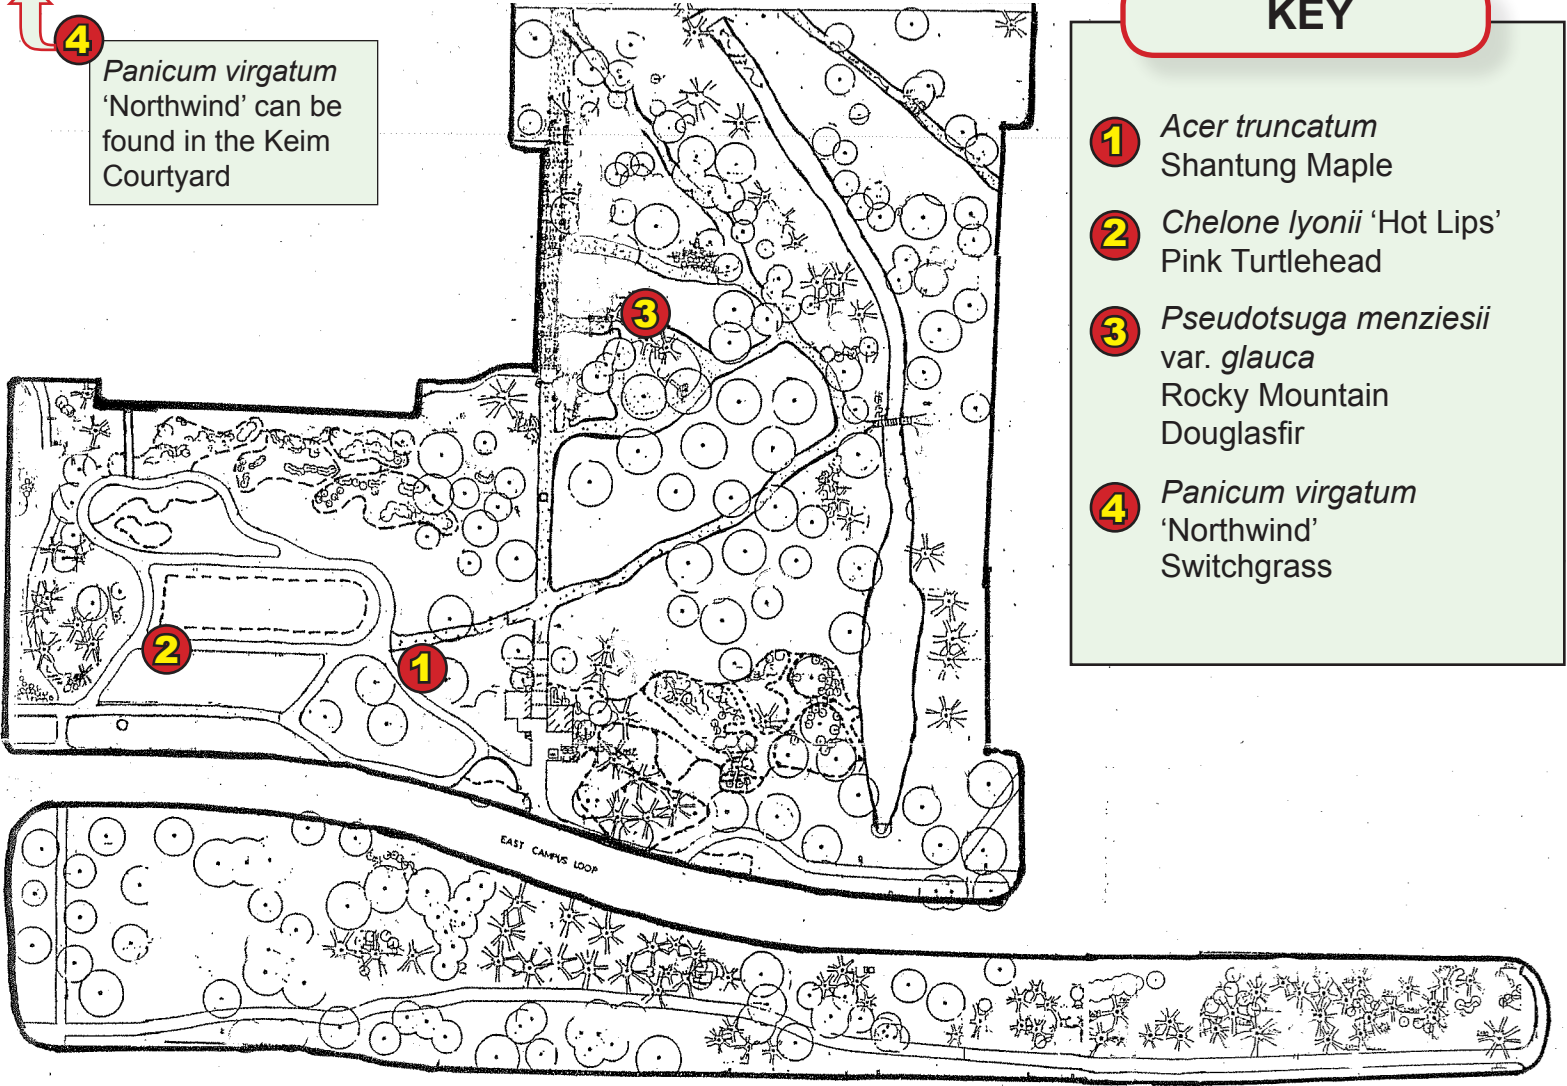 4
Panicum virgatum
‘Northwind’ can be
found in the Keim
Courtyard
KEY
1 Acer truncatum
Shantung Maple
2 Chelone lyonii ‘Hot Lips’
Pink Turtlehead
3 Pseudotsuga menziesii
var. glauca
Rocky Mountain
Douglasfir
4 Panicum virgatum
‘Northwind’
Switchgrass
3
2
1
EAST CAMPUS LOOP